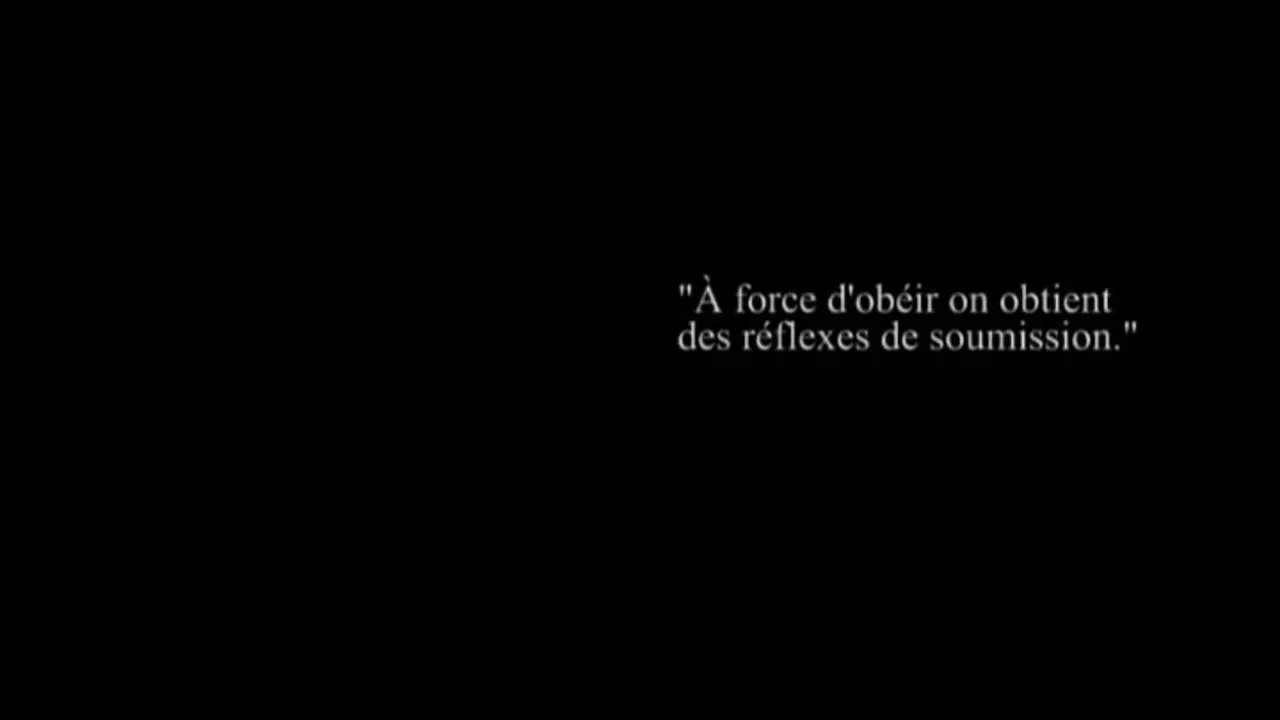 "À force d'obéir on obtient
des réflexes de soumission."